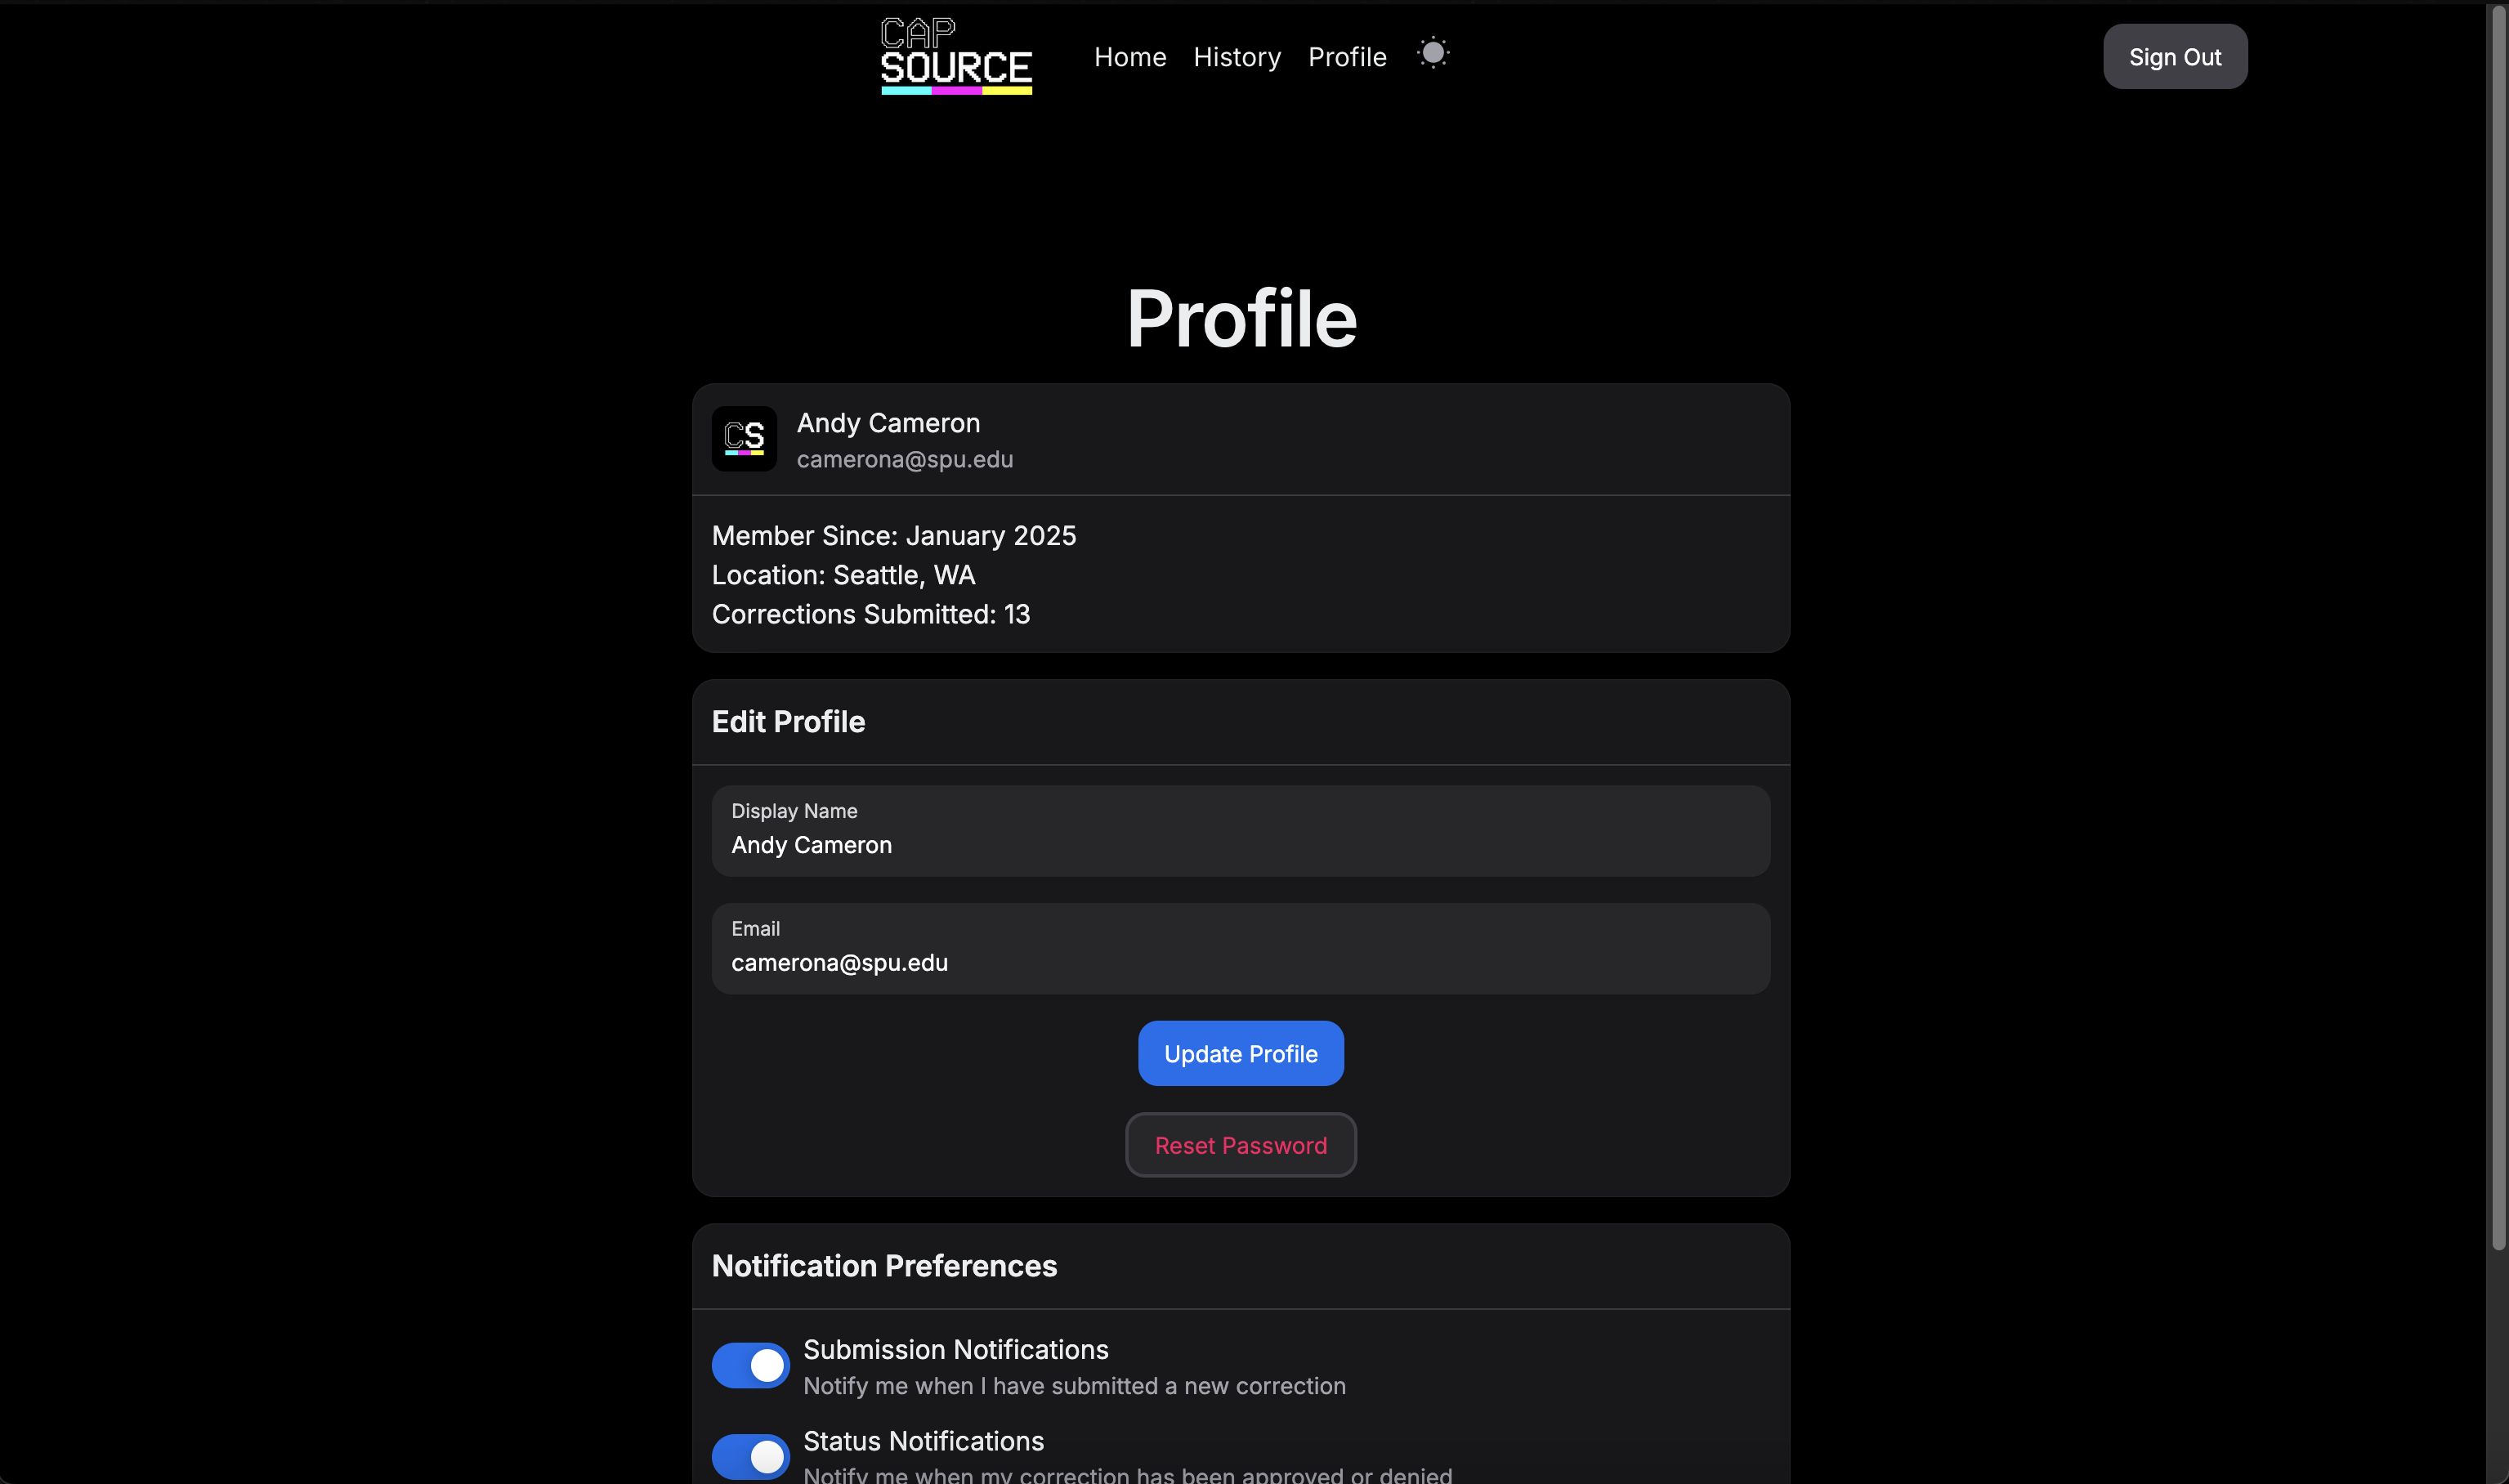 CAP
SOURCE
Home
History
Profile
Sign Out
Profile
CS
Andy Cameron
camerona@spu.edu
Member Since: January 2025
Location: Seattle, WA
Corrections Submitted: 13
Edit Profile
Display Name
Andy Cameron
Email
camerona@spu.edu
Update Profile
Reset Password
Notification Preferences
Submission Notifications
Notify me when I have submitted a new correction
Status Notifications
Notify me when my correction has been approved or denied